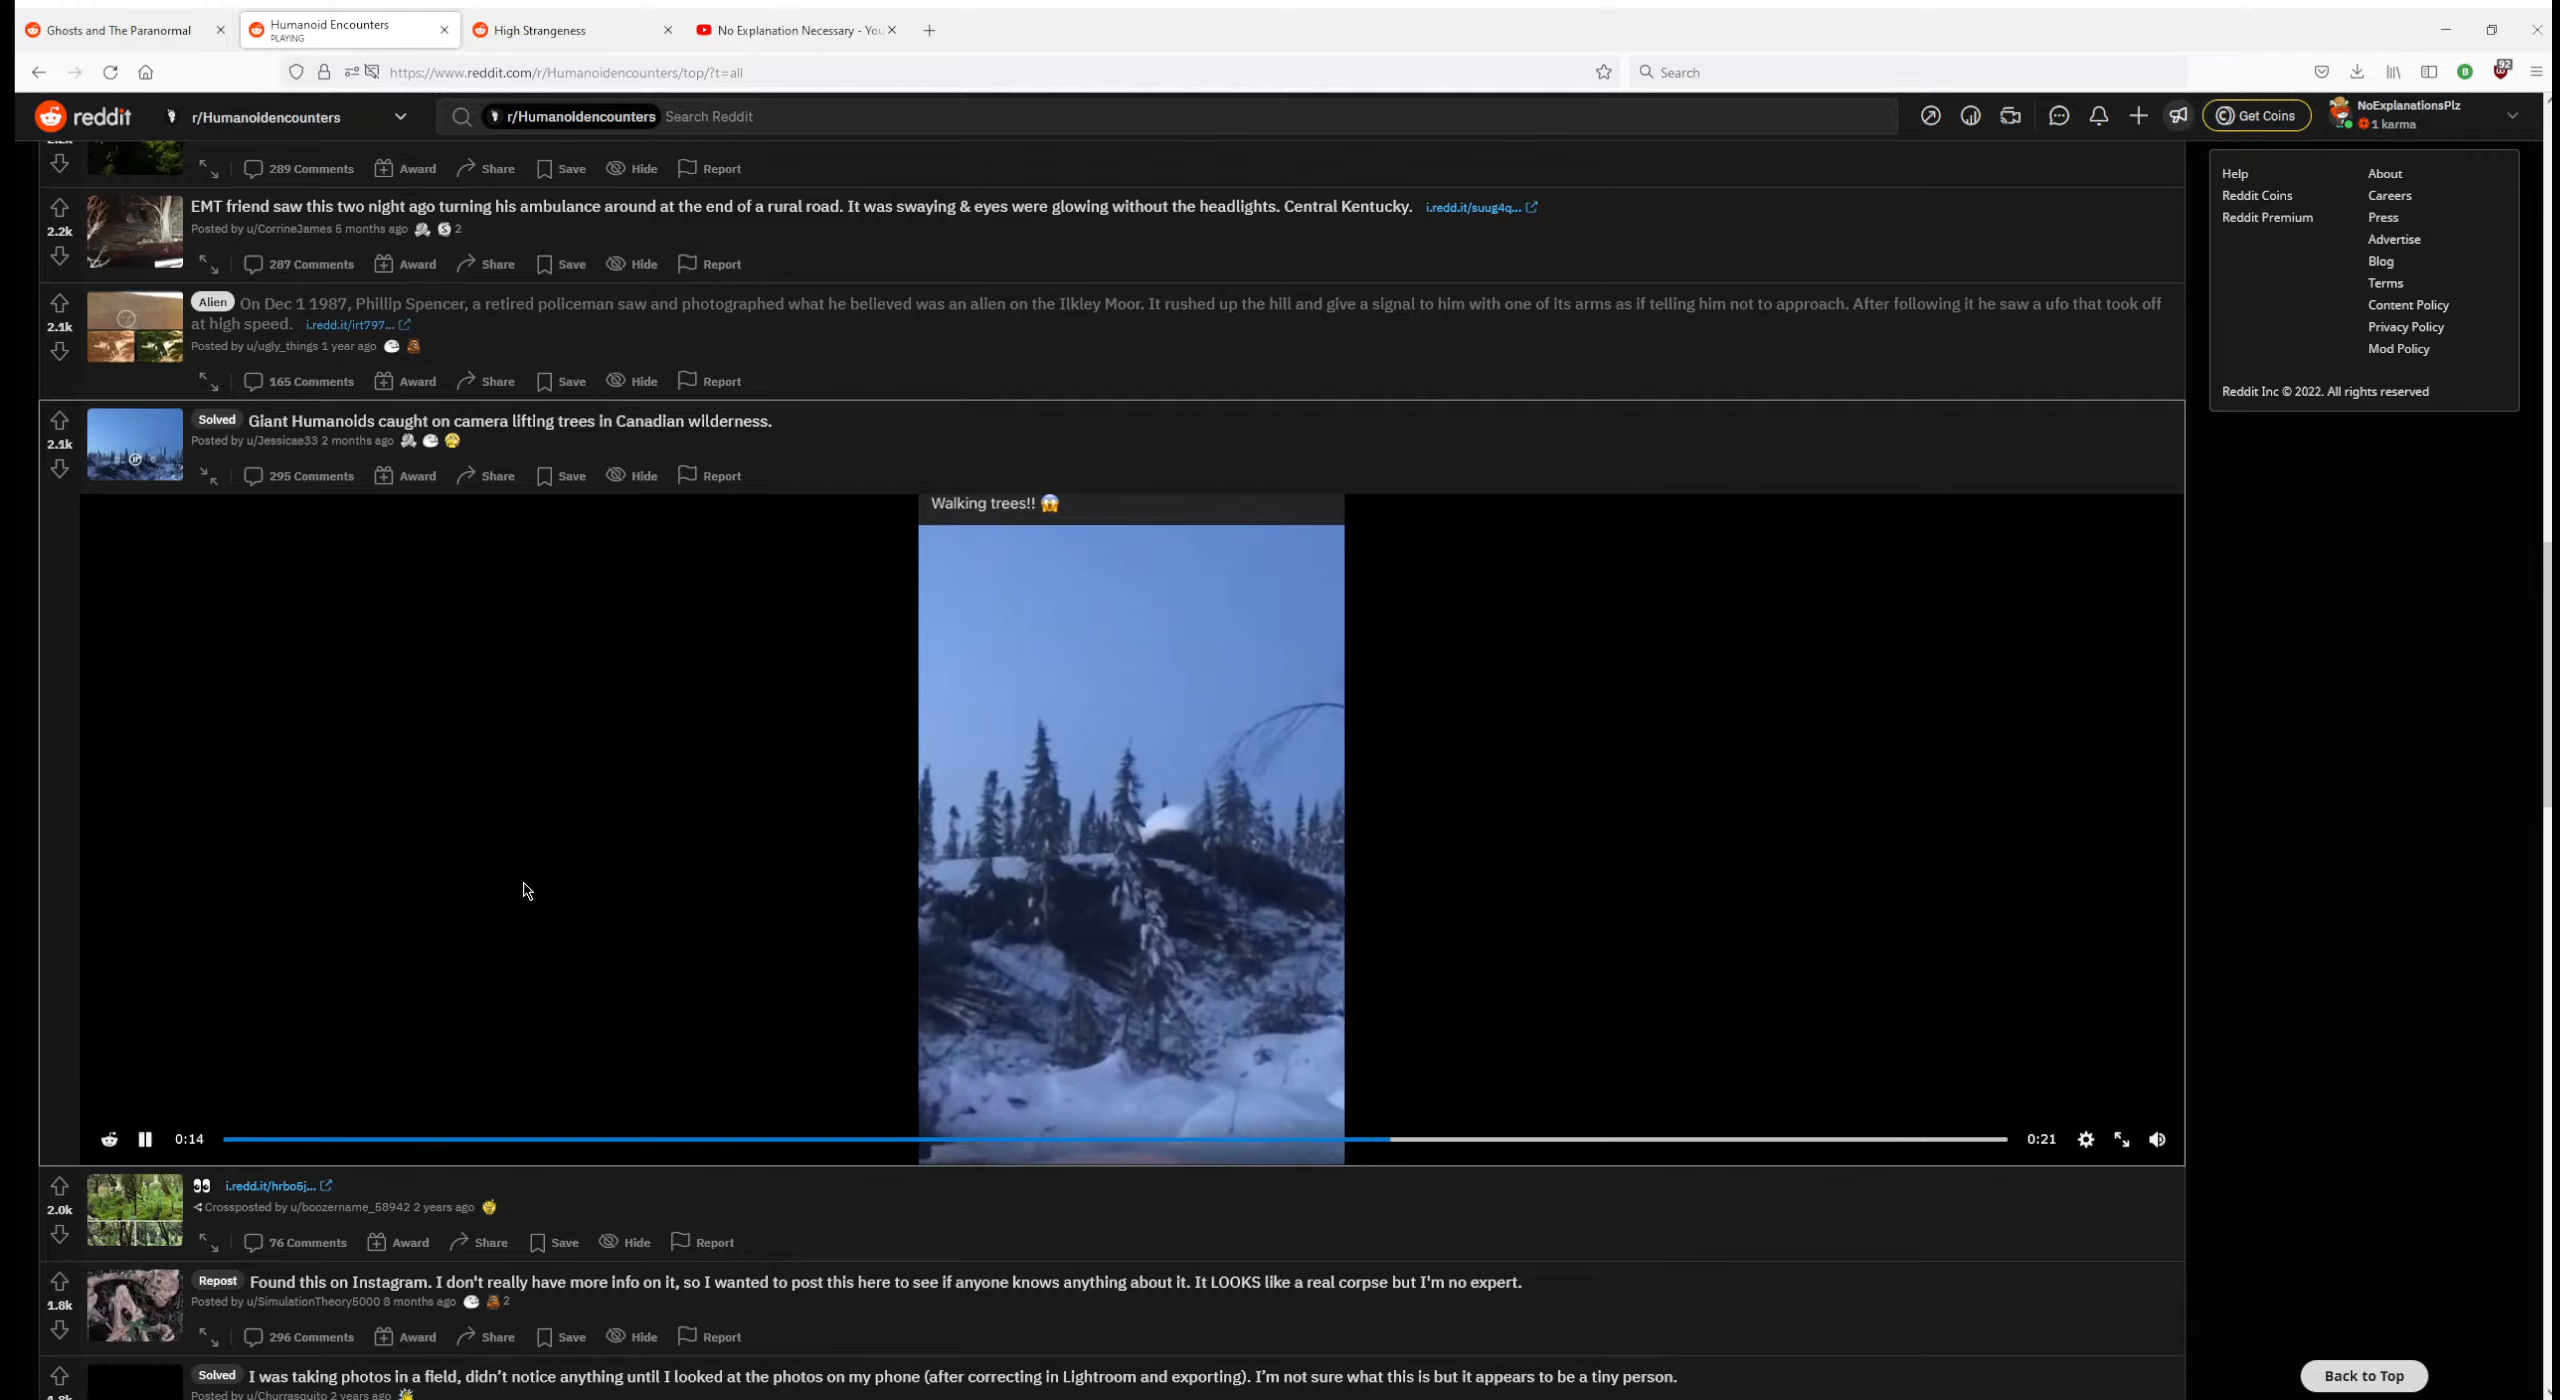 Ghosts and The Paranormal
Humanoid Encounters
PLAYING
High Strangeness
No Explanation Necessary - You
https://www.reddit.com/r/Humanoidencounters/top/?t=all
Search
92
reddit
r/Humanoidencounters
r/Humanoidencounters Search Reddit
Get Coins
NoExplanationsPlz
1 karma
289 Comments Award Share Save Hide Report
EMT friend saw this two night ago turning his ambulance around at the end of a rural road. It was swaying & eyes were glowing without the headlights. Central Kentucky. i.redd.it/suug4q...
2.2k
Posted by u/CorrineJames 5 months ago 2
287 Comments Award Share Save Hide Report
Alien On Dec 1 1987, Phillip Spencer, a retired policeman saw and photographed what he believed was an alien on the Ilkley Moor. It rushed up the hill and give a signal to him with one of its arms as if telling him not to approach. After following it he saw a ufo that took off
at high speed. i.redd.it/irt797...
2.1k
Posted by u/ugly_things 1 year ago
165 Comments Award Share Save Hide Report
Solved Giant Humanoids caught on camera lifting trees in Canadian wilderness.
2.1k
Posted by u/Jessicae33 2 months ago
295 Comments Award Share Save Hide Report
Walking trees!! 😱
0:14
0:21
i.redd.it/hrbo5j...
2.0k
Crossposted by u/boozername_58942 2 years ago
76 Comments Award Share Save Hide Report
Repost Found this on Instagram. I don't really have more info on it, so I wanted to post this here to see if anyone knows anything about it. It LOOKS like a real corpse but I'm no expert.
1.8k
Posted by u/SimulationTheory5000 8 months ago 2
296 Comments Award Share Save Hide Report
Solved I was taking photos in a field, didn't notice anything until I looked at the photos on my phone (after correcting in Lightroom and exporting). I'm not sure what this is but it appears to be a tiny person.
Posted by u/Churrasquito 2 years ago
Help
Reddit Coins
Reddit Premium
About
Careers
Press
Advertise
Blog
Terms
Content Policy
Privacy Policy
Mod Policy
Reddit Inc © 2022. All rights reserved
Back to Top